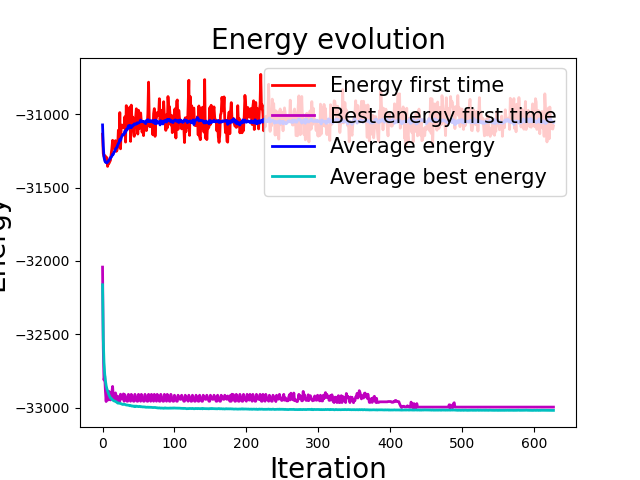 Energy evolution
Energy first time
Best energy first time
Average energy
Average best energy
−31000
−31500
−32000
−32500
−33000
Energy
0 100 200 300 400 500 600
Iteration